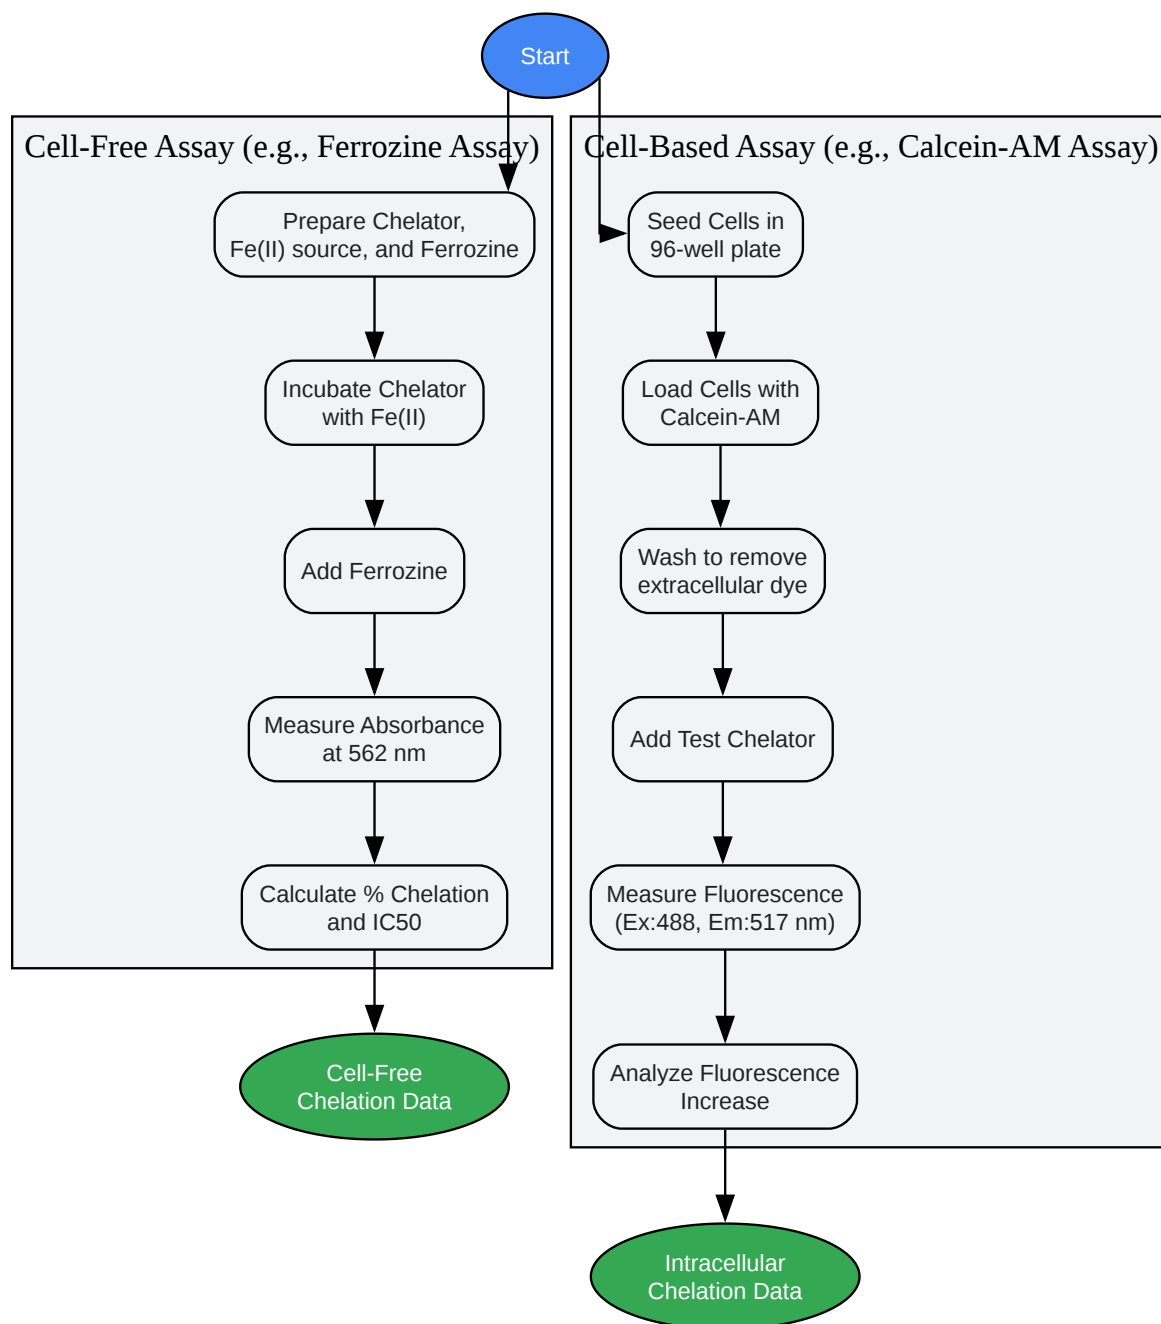 Start
Cell-Free Assay (e.g., Ferrozine Assay)
Prepare Chelator,
Fe(II) source, and Ferrozine
Incubate Chelator
with Fe(II)
Add Ferrozine
Measure Absorbance
at 562 nm
Calculate % Chelation
and IC50
Cell-Free
Chelation Data
Cell-Based Assay (e.g., Calcein-AM Assay)
Seed Cells in
96-well plate
Load Cells with
Calcein-AM
Wash to remove
extracellular dye
Add Test Chelator
Measure Fluorescence
(Ex:488, Em:517 nm)
Analyze Fluorescence
Increase
Intracellular
Chelation Data